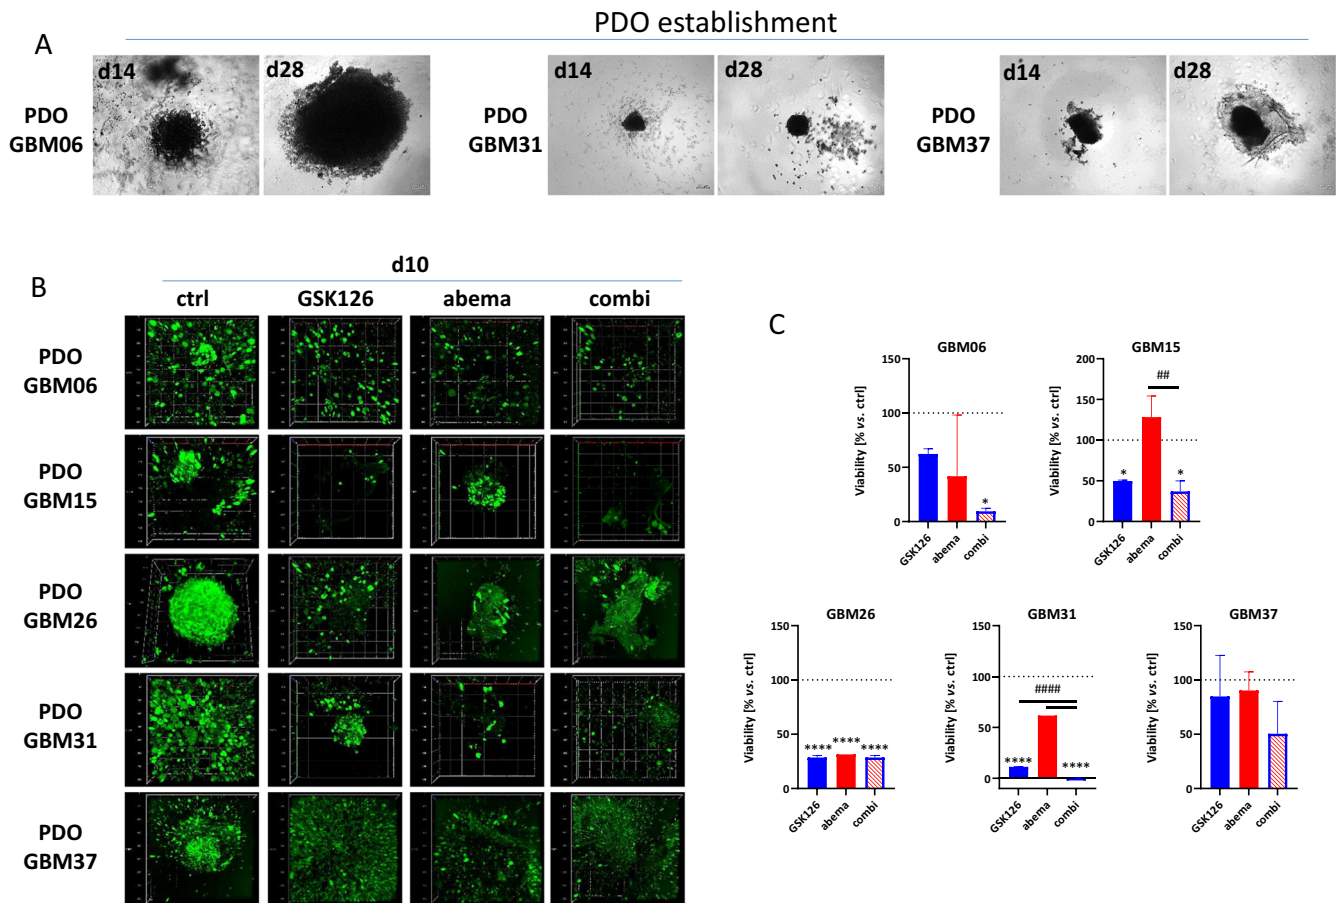 PDO establishment
A
d14
d28
d14
d28
d14
d28
PDO
GBM06
PDO
GBM31
PDO
GBM37
d10
B
ctrl
GSK126
abema
combi
PDO
GBM06
PDO
GBM15
PDO
GBM26
PDO
GBM31
PDO
GBM37
C
GBM06
Viability [% vs. ctrl]
150
100
50
0
*
GSK126
abema
combi
GBM15
Viability [% vs. ctrl]
200
150
100
50
0
##
*
*
GSK126
abema
combi
GBM26
Viability [% vs. ctrl]
150
100
50
0
**** **** ****
GSK126
abema
combi
GBM31
Viability [% vs. ctrl]
150
100
50
0
####
****
****
GSK126
abema
combi
GBM37
Viability [% vs. ctrl]
150
100
50
0
GSK126
abema
combi